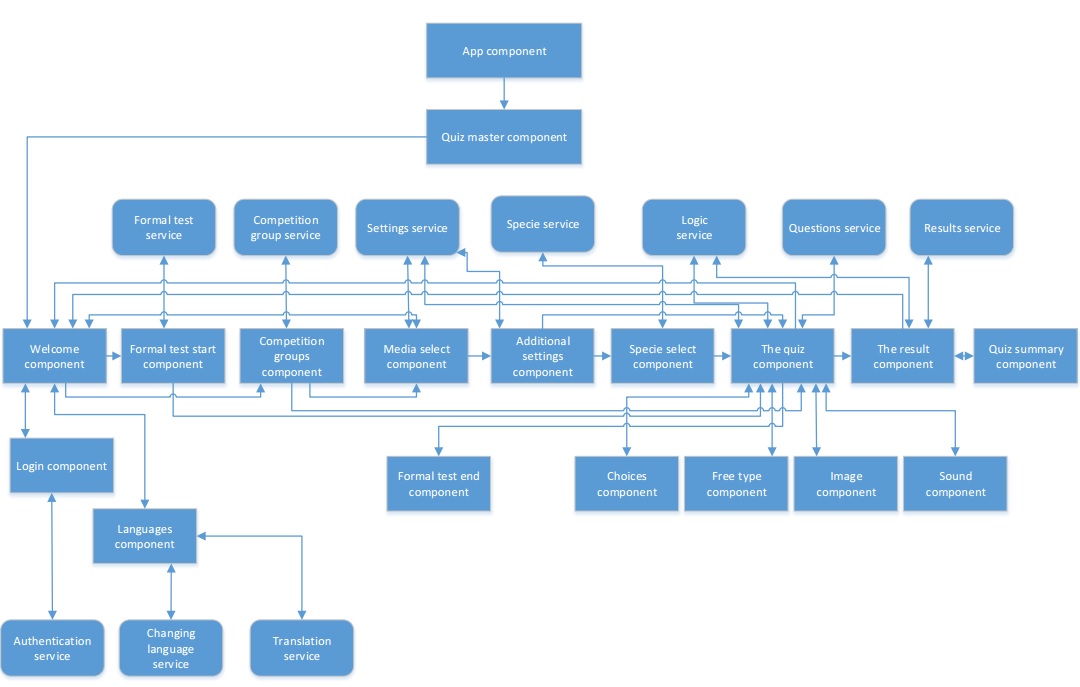 App component
Quiz master component
Formal test
service
Competition
group service
Settings service
Specie service
Logic
service
Questions service
Results service
Welcome
component
Formal test start
component
Competition
groups
component
Media select
component
Additional
settings
component
Specie select
component
The quiz
component
The result
component
Quiz summary
component
Login component
Formal test end
component
Choices
component
Free type
component
Image
component
Sound
component
Languages
component
Authentication
service
Changing
language
service
Translation
service